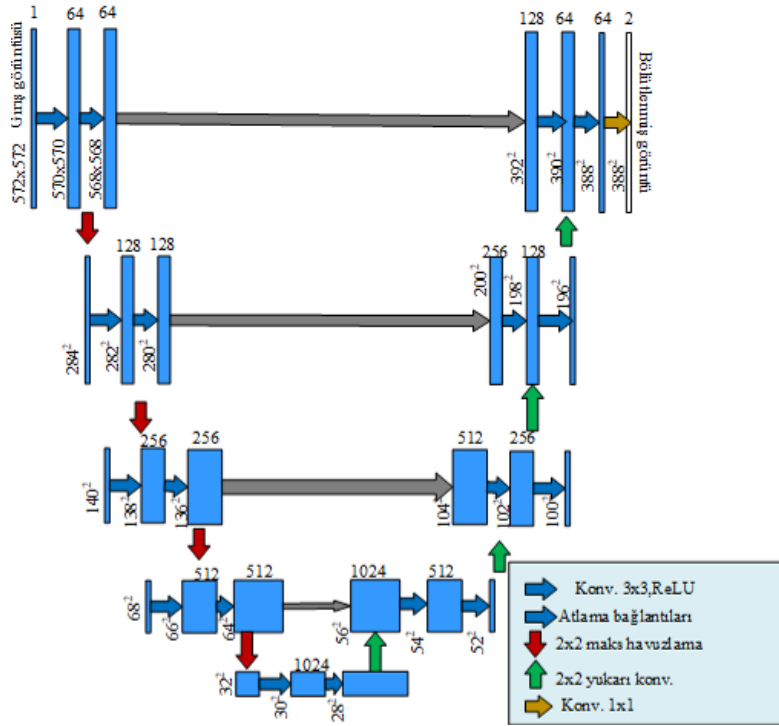 1 64 64
128 64 64 2
Giriş görüntüsü
572x572
570x570
568x568
392²
390²
388²
388²
Bölütlenmiş görüntü
128 128
256 128
284²
282²
280²
200²
198²
196²
256 256
512 256
140²
138²
136²
104²
102²
100²
512 512
1024 512
68²
66²
64²
56²
54²
52²
1024
32²
30²
28²
Konv. 3x3,ReLU
Atlama bağlantıları
2x2 maks havuzlama
2x2 yukarı konv.
Konv. 1x1